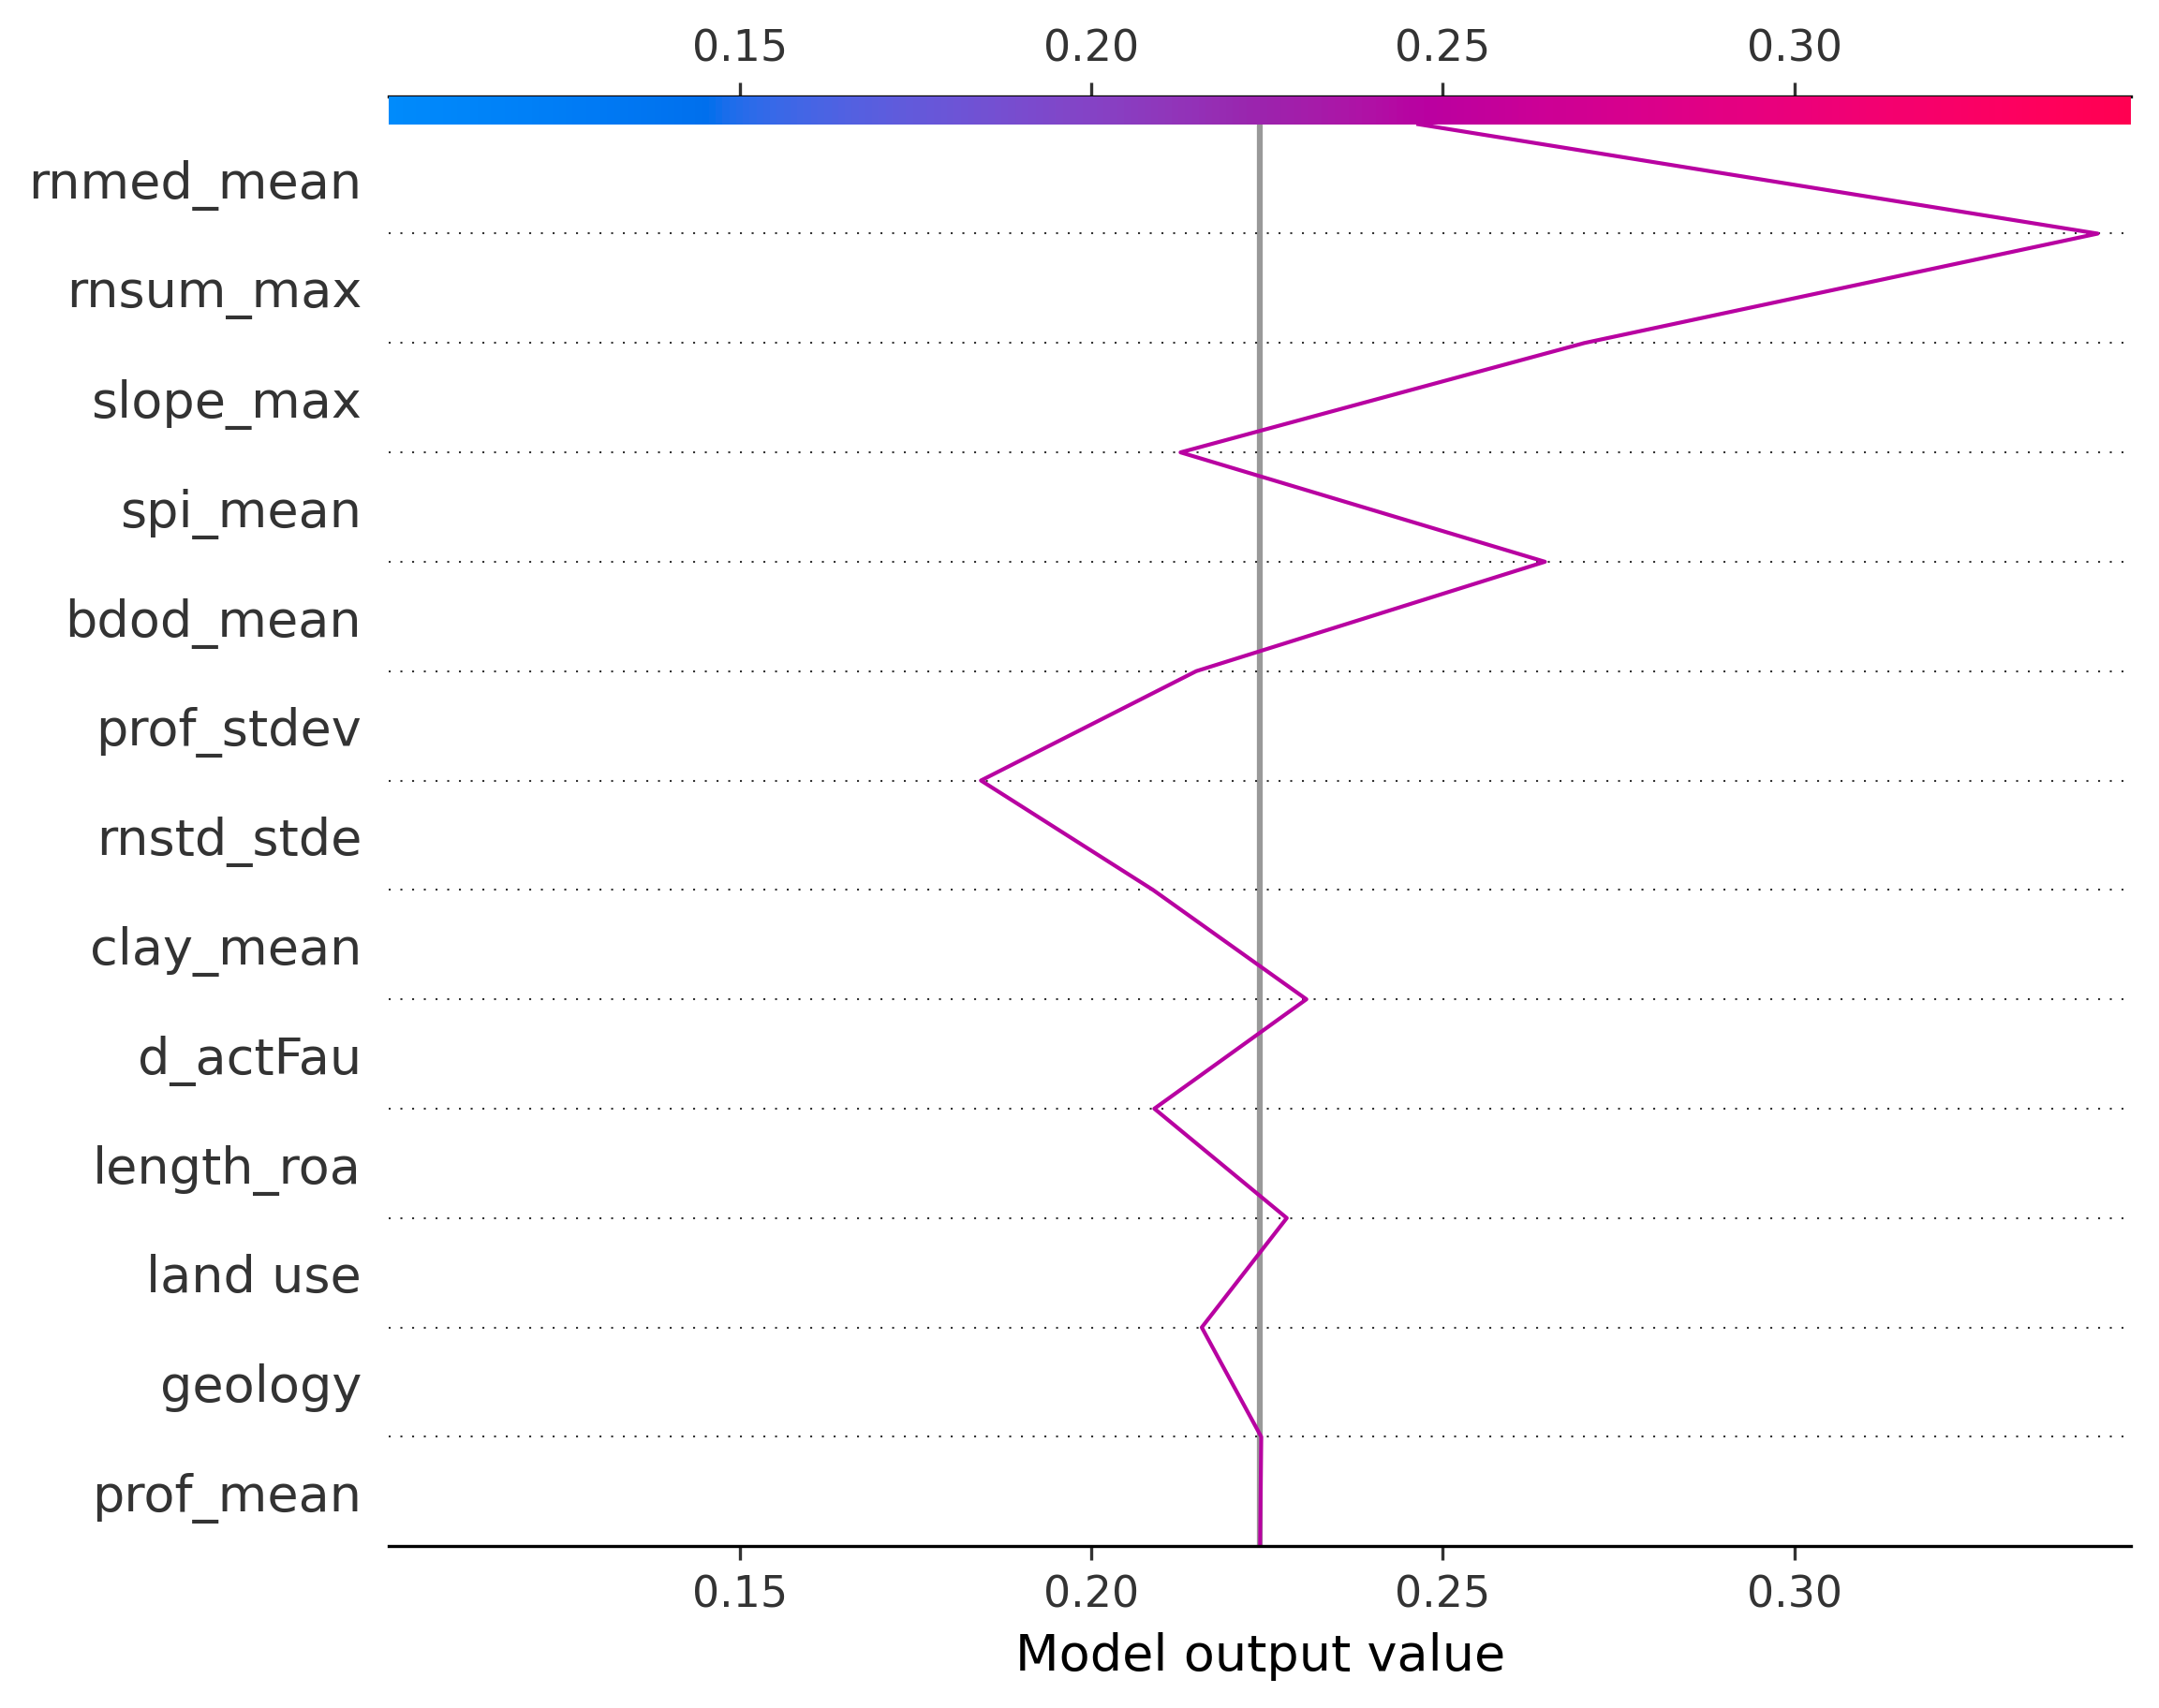 0.15 0.20 0.25 0.30
rnmed_mean
rnsum_max
slope_max
spi_mean
bdod_mean
prof_stdev
rnstd_stde
clay_mean
d_actFau
length_roa
land use
geology
prof_mean
0.15 0.20 0.25 0.30
Model output value